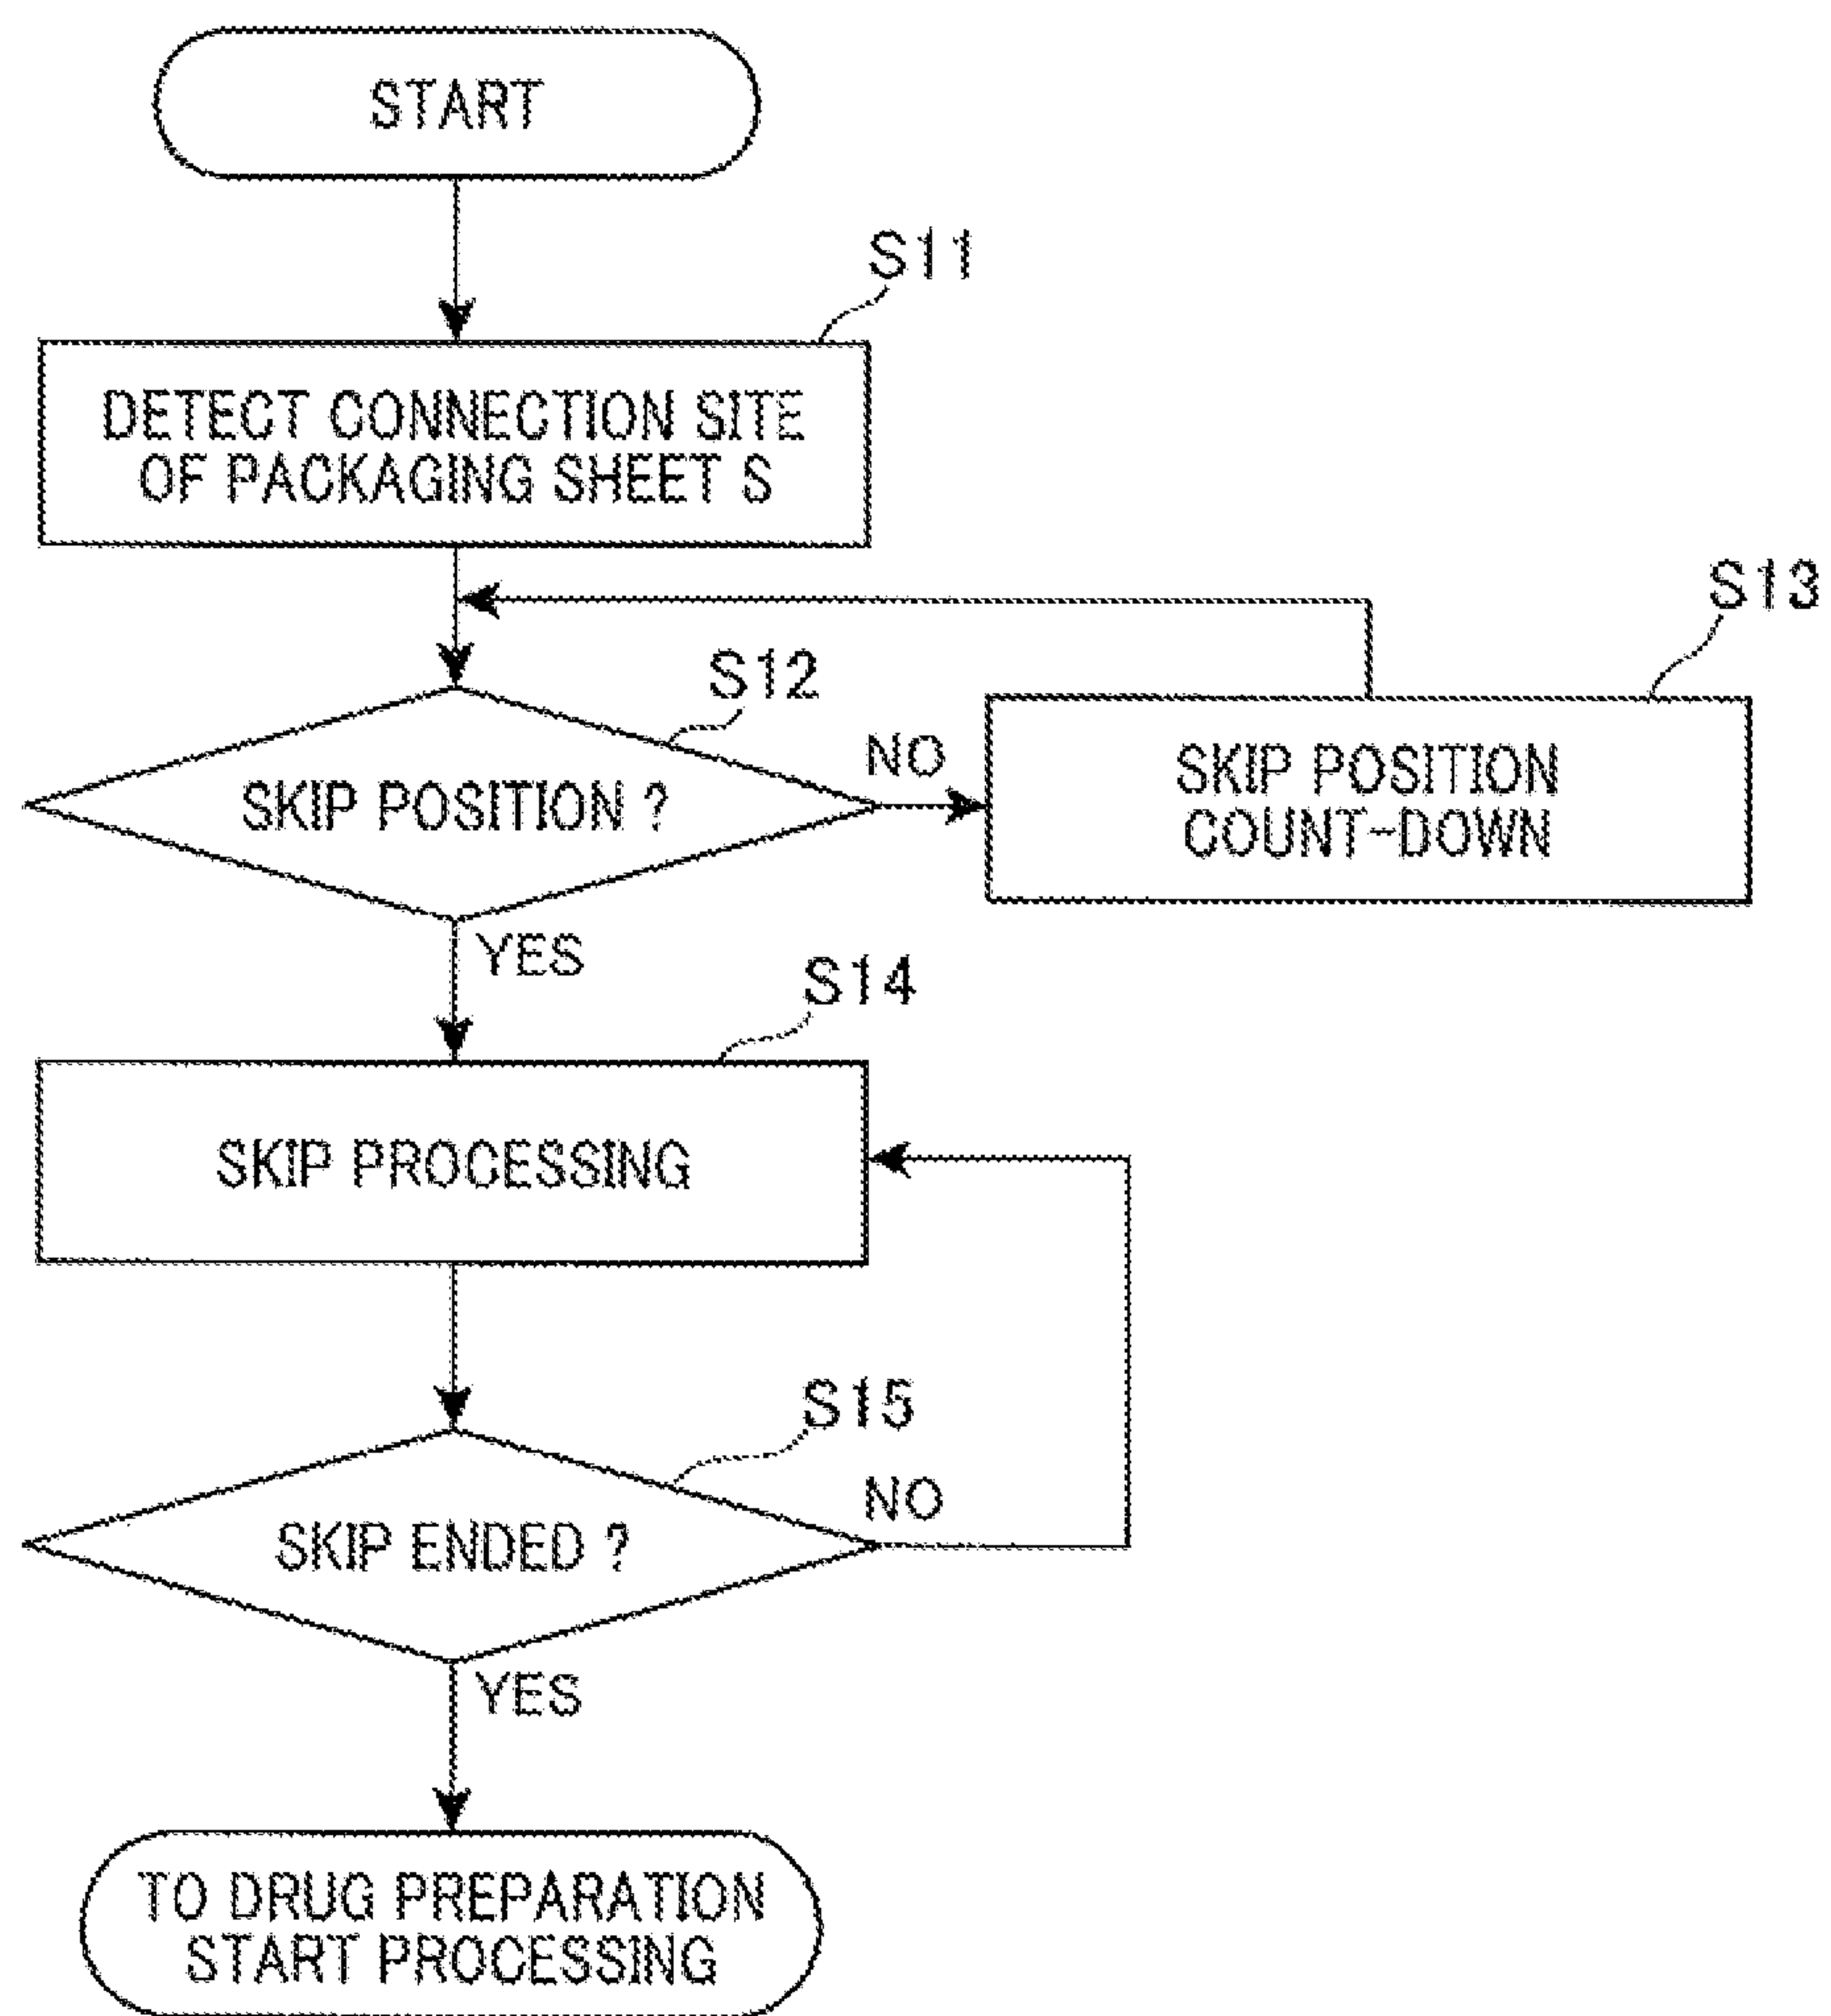 START
S11
DETECT CONNECTION SITE
OF PACKAGING SHEET S
S13
S12
SKIP POSITION ?
NO
SKIP POSITION
COUNT-DOWN
YES
S14
SKIP PROCESSING
S15
SKIP ENDED ?
NO
YES
TO DRUG PREPARATION
START PROCESSING